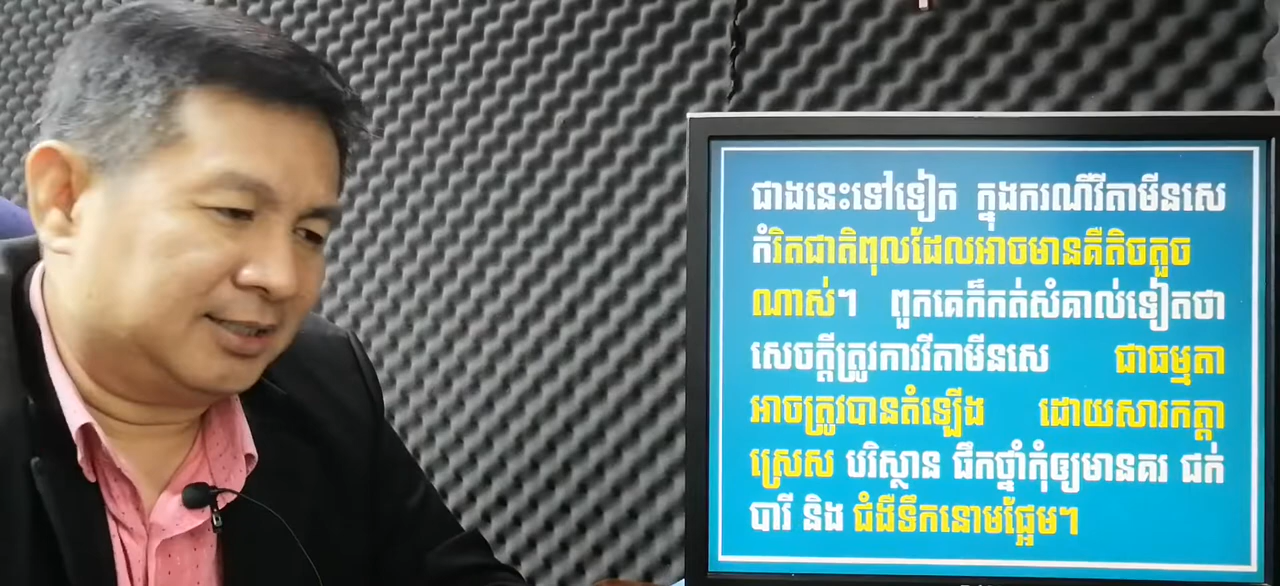 ជាងនេះទៅទៀត ក្នុងករណីវីតាមីនសេ
កំរិតជាតិពុលដែលអាចមានគឺតិចតួច
ណាស់។ ពួកគេក៏កត់សំគាល់ទៀតថា
សេចក្តីត្រូវការវីតាមីនសេ ជាធម្មតា
អាចត្រូវបានតំឡើង ដោយសារកត្តា
ស្រេស បរិស្ថាន ផឹកថ្នាំកុំឲ្យមានគរ ជក់
បារី និង ជំងឺទឹកនោមផ្អែម។